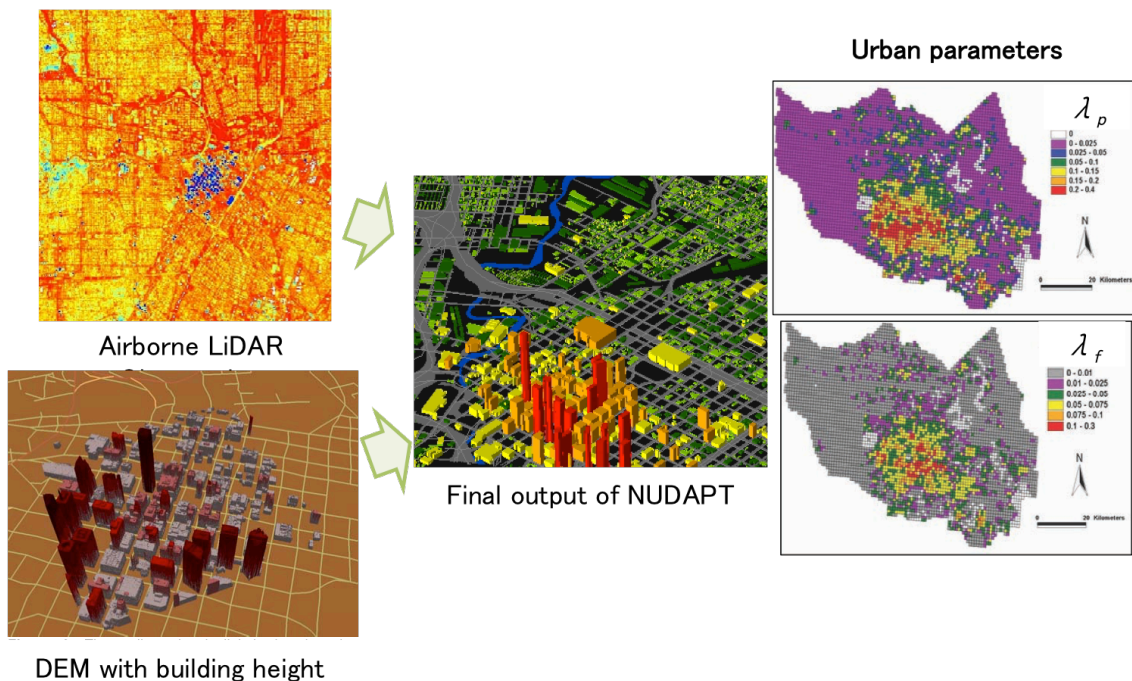 Urban parameters
λp
0
0 - 0.025
0.025 - 0.05
0.05 - 0.1
0.1 - 0.15
0.15 - 0.2
0.2 - 0.4
N
0 20 Kilometers
Airborne LiDAR
λf
0 - 0.01
0.01 - 0.025
0.025 - 0.05
0.05 - 0.075
0.075 - 0.1
0.1 - 0.3
N
0 20 Kilometers
Final output of NUDAPT
DEM with building height